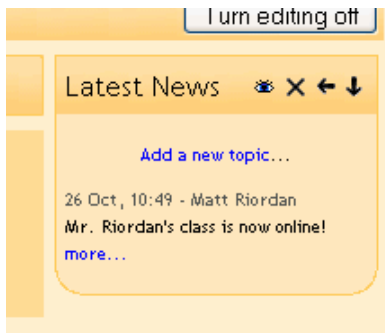 Turn editing off
Latest News
Add a new topic...
26 Oct, 10:49 - Matt Riordan
Mr. Riordan's class is now online!
more...